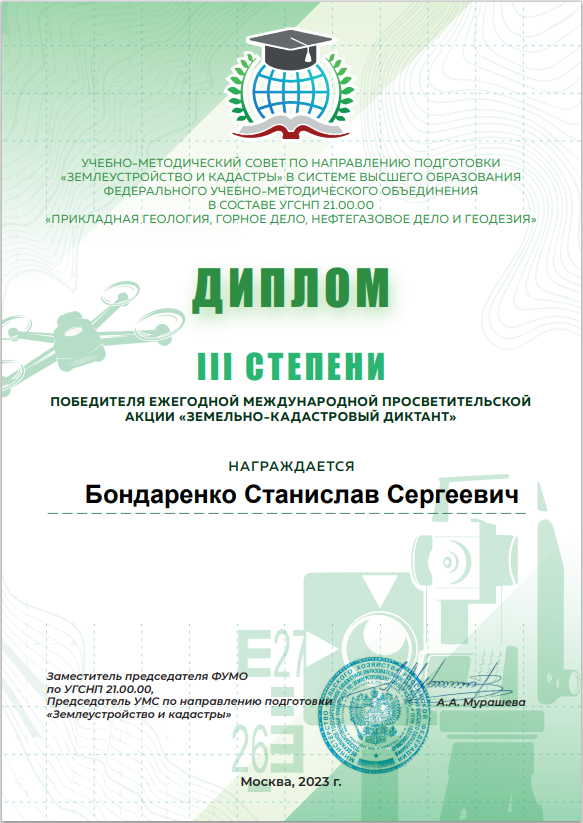 УЧЕБНО-МЕТОДИЧЕСКИЙ СОВЕТ ПО НАПРАВЛЕНИЮ ПОДГОТОВКИ
«ЗЕМЛЕУСТРОЙСТВО И КАДАСТРЫ» В СИСТЕМЕ ВЫСШЕГО ОБРАЗОВАНИЯ
ФЕДЕРАЛЬНОГО УЧЕБНО-МЕТОДИЧЕСКОГО ОБЪЕДИНЕНИЯ
В СОСТАВЕ УГСНП 21.00.00
«ПРИКЛАДНАЯ ГЕОЛОГИЯ, ГОРНОЕ ДЕЛО, НЕФТЕГАЗОВОЕ ДЕЛО И ГЕОДЕЗИЯ»
ДИПЛОМ
III СТЕПЕНИ
ПОБЕДИТЕЛЯ ЕЖЕГОДНОЙ МЕЖДУНАРОДНОЙ ПРОСВЕТИТЕЛЬСКОЙ
АКЦИИ «ЗЕМЕЛЬНО-КАДАСТРОВЫЙ ДИКТАНТ»
НАГРАЖДАЕТСЯ
Бондаренко Станислав Сергеевич
E27
Заместитель председателя ФУМО
по УГСНП 21.00.00,
Председатель УМС по направлению подготовки
«Землеустройство и кадастры»
А.А. Мурашева
26
Москва, 2023 г.